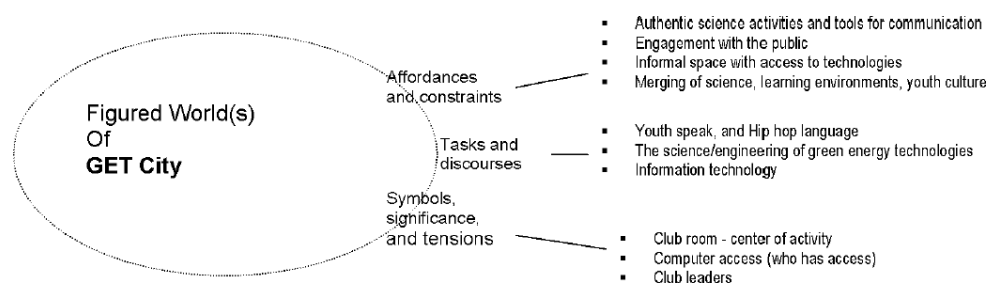 Figured World(s)
Of
GET City
Affordances
and constraints
▪ Authentic science activities and tools for communication
▪ Engagement with the public
▪ Informal space with access to technologies
▪ Merging of science, learning environments, youth culture
Tasks and
discourses
▪ Youth speak, and Hip hop language
▪ The science/engineering of green energy technologies
▪ Information technology
Symbols,
significance,
and tensions
▪ Club room - center of activity
▪ Computer access (who has access)
▪ Club leaders